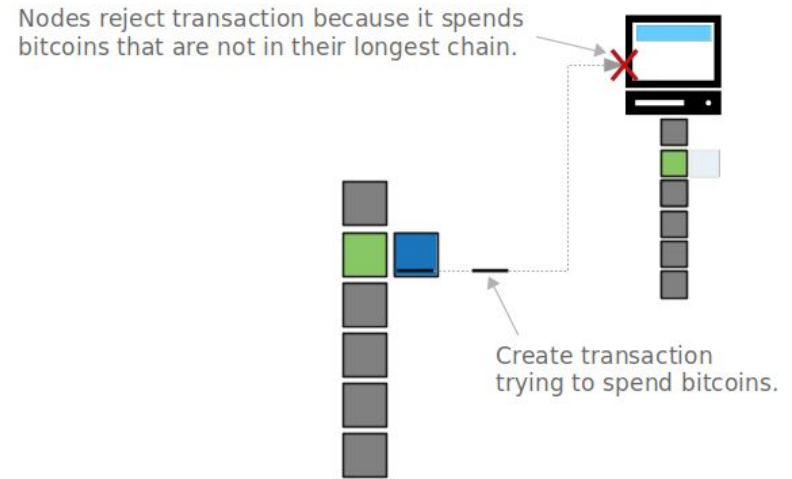 Nodes reject transaction because it spends
bitcoins that are not in their longest chain.
Create transaction
trying to spend bitcoins.